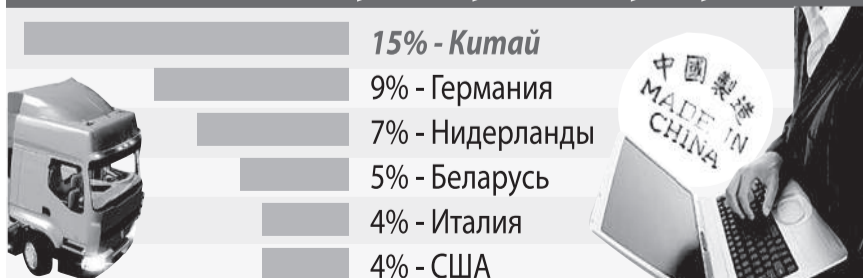 15% - Китай
9% - Германия
7% - Нидерланды
5% - Беларусь
4% - Италия
4% - США
中國製造
MADE IN
CHINA